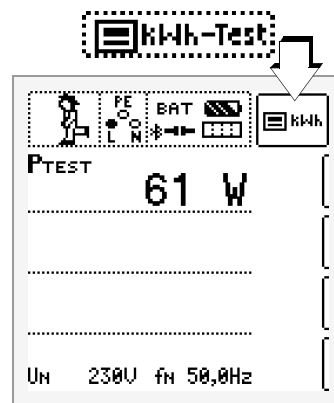 kWh-Test
PE
BAT
L N
kWh
PTEST
61 W
UN 230V fN 50,0Hz